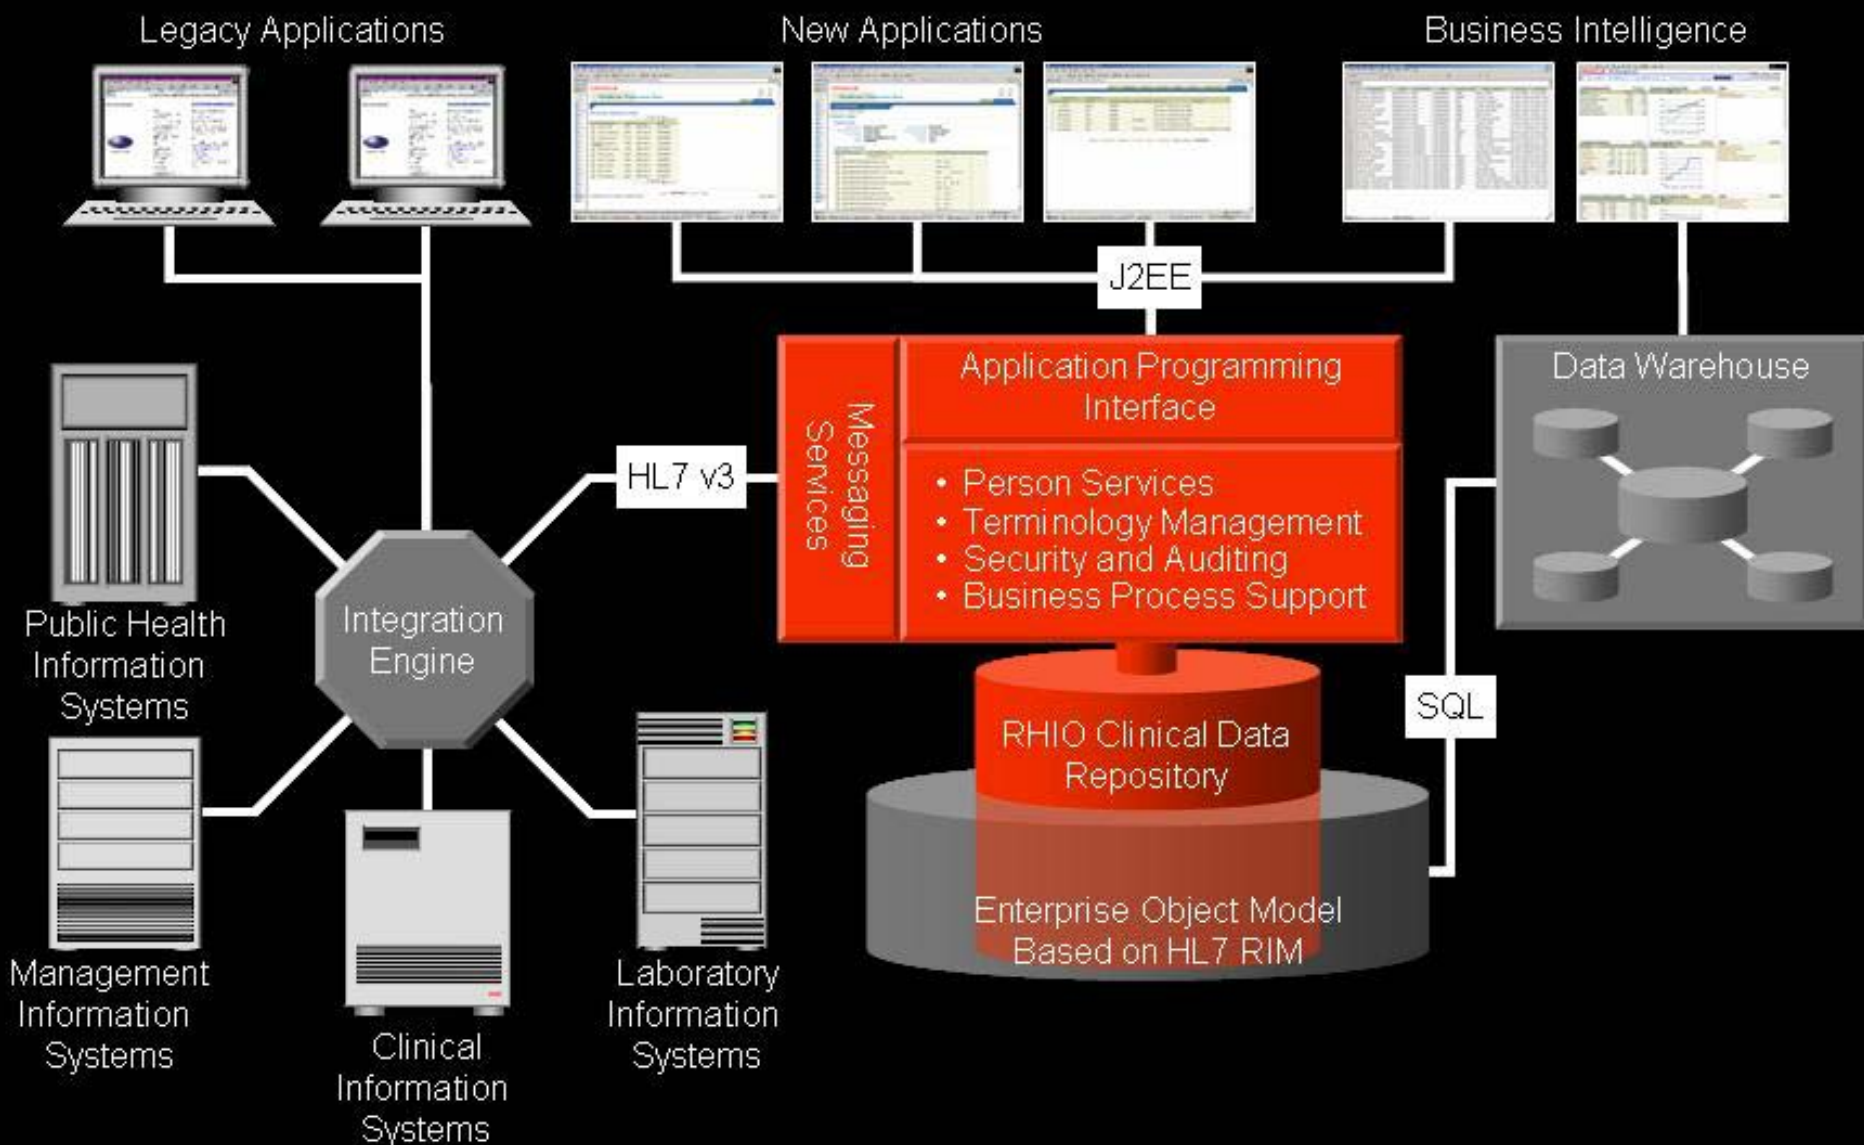 Legacy Applications
New Applications
Business Intelligence
J2EE
Application Programming
Interface
Messaging
Services
• Person Services
• Terminology Management
• Security and Auditing
• Business Process Support
Data Warehouse
HL7 v3
Integration
Engine
Public Health
Information
Systems
SQL
RHIO Clinical Data
Repository
Enterprise Object Model
Based on HL7 RIM
Management
Information
Systems
Clinical
Information
Systems
Laboratory
Information
Systems